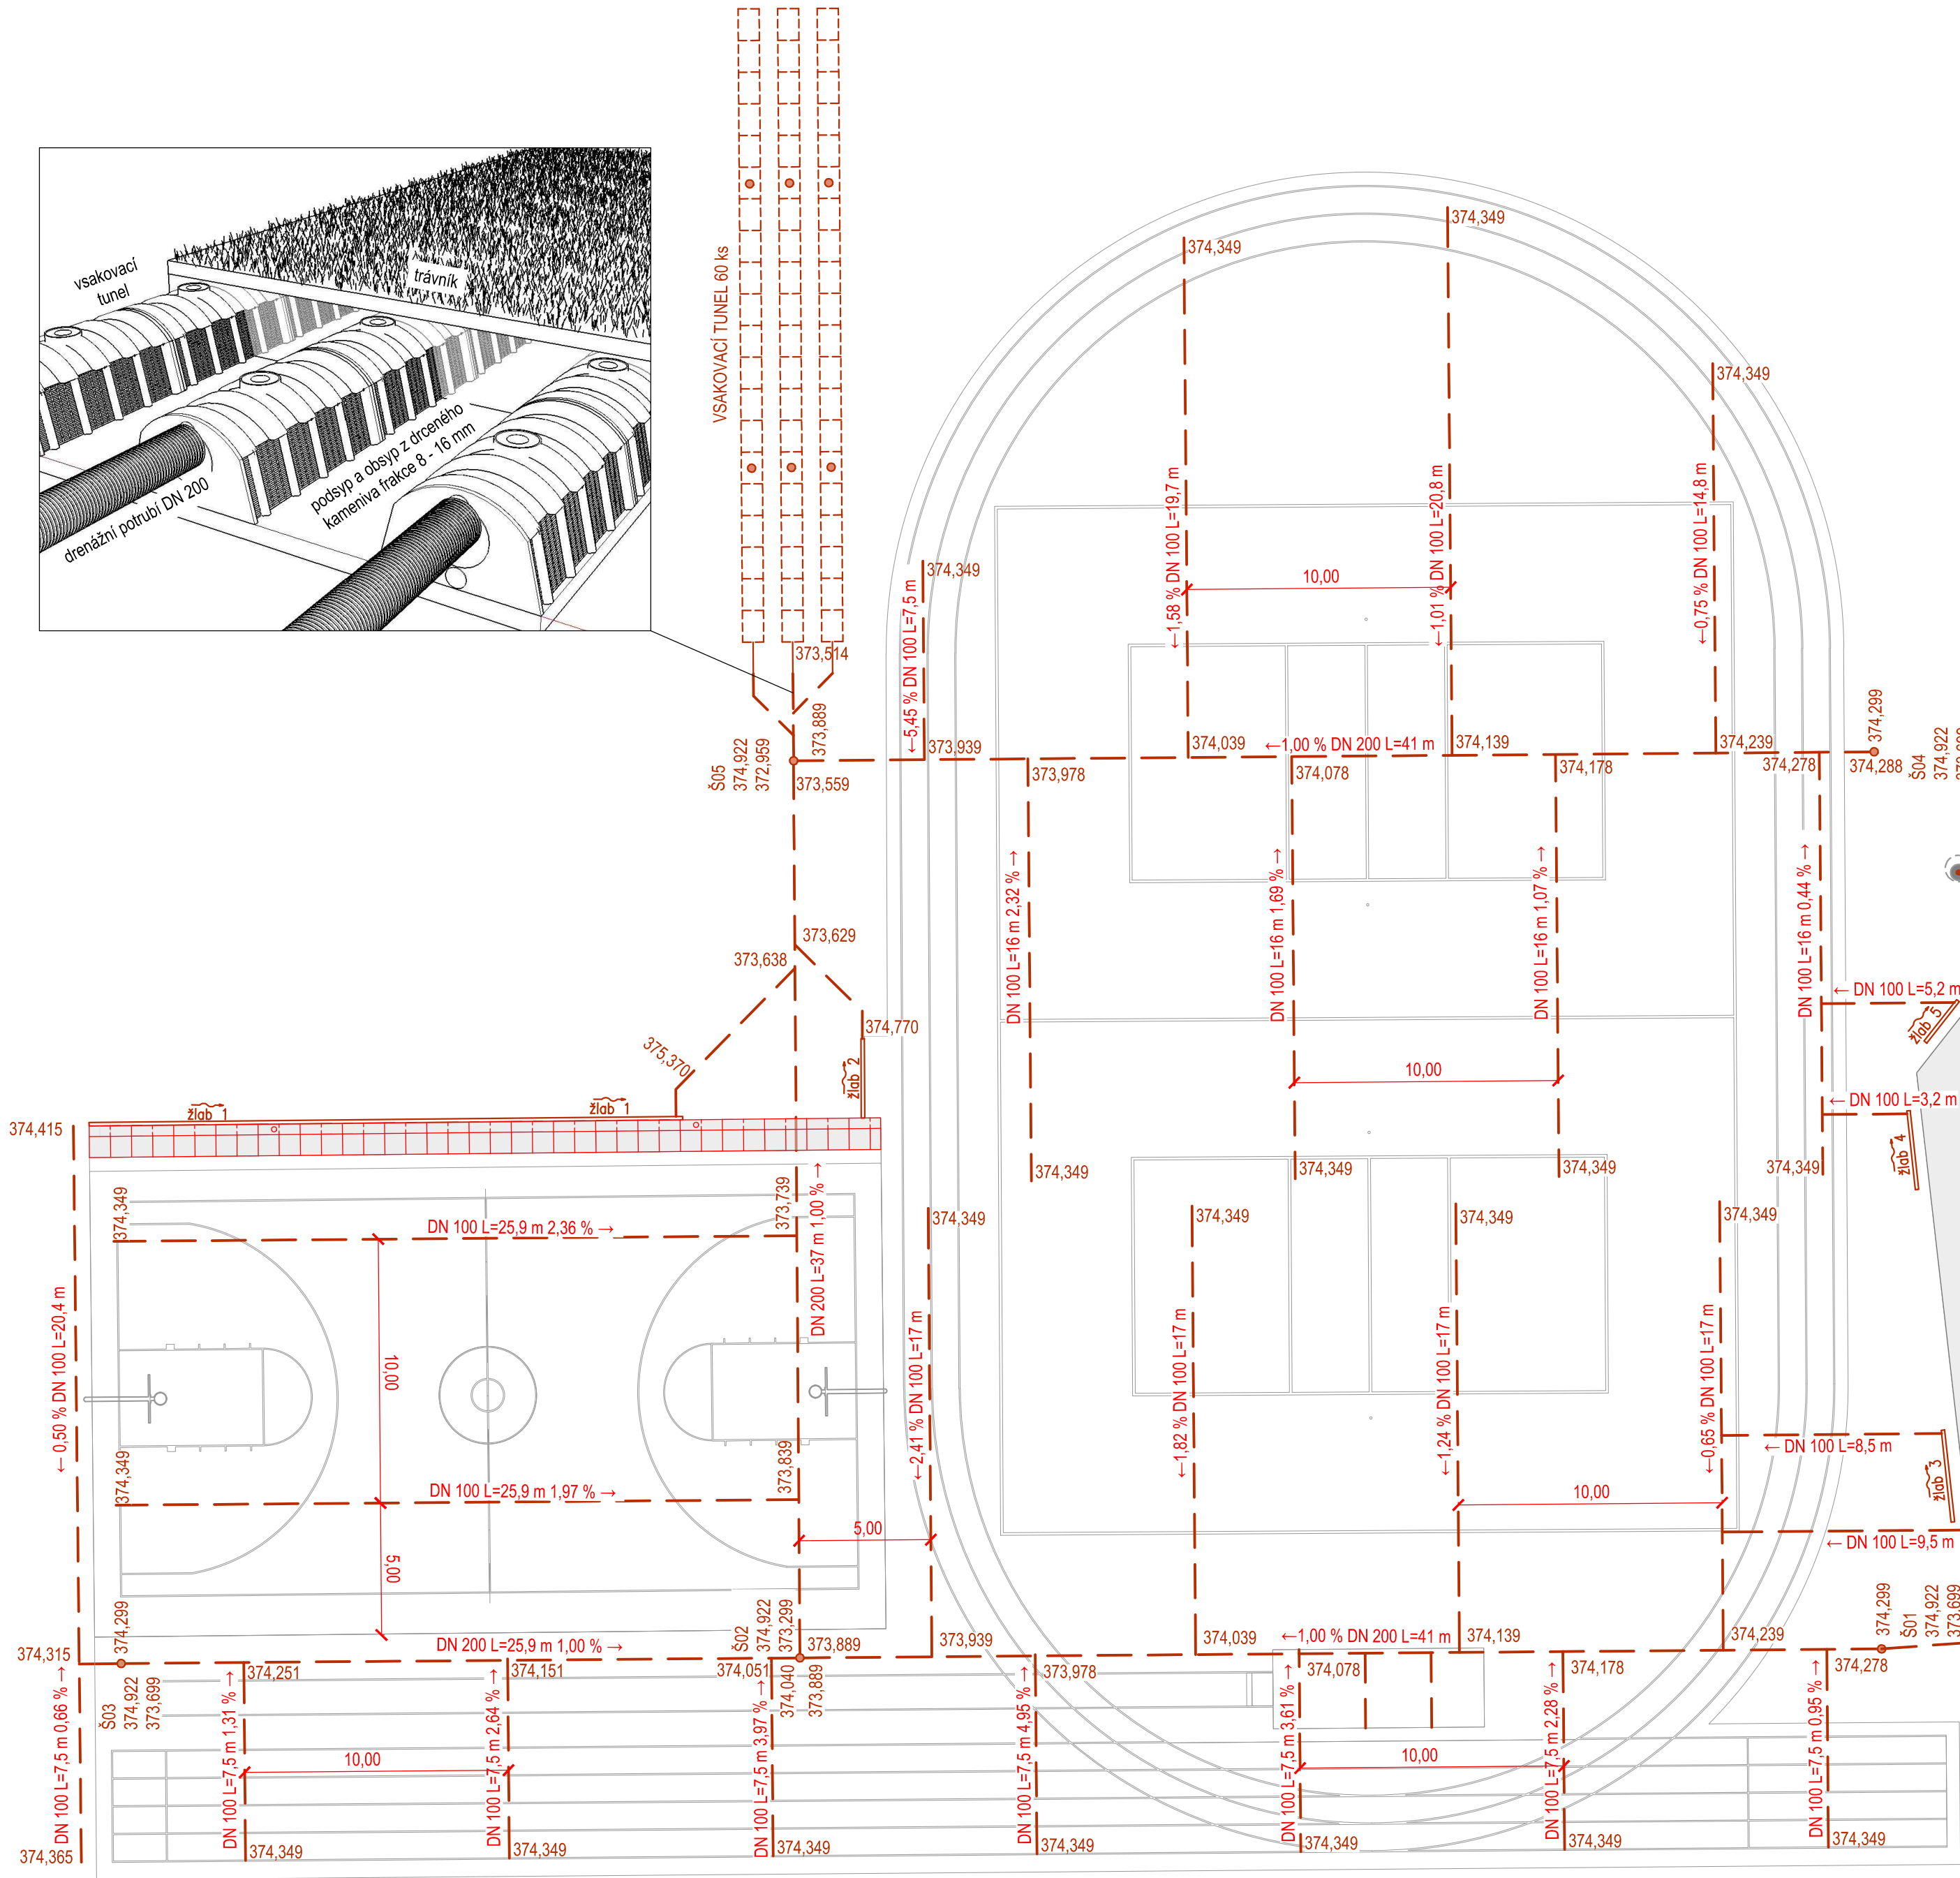 vsakovací
tunel
trávník
podsyp a obsyp z drceného
kameniva frakce 8 - 16 mm
drenážní potrubí DN 200
VSAKOVACÍ TUNEL 60 ks
374,349
374,349
374,349
←1,58 % DN 100 L=19,7 m
←1,01 % DN 100 L=20,8 m
←0,75 % DN 100 L=14,8 m
374,349
←5,45 % DN 100 L=7,5 m
10,00
373,514
373,889
Š05
374,922
372,959
373,559
373,939
374,039
←1,00 % DN 200 L=41 m
374,139
374,239
374,299
373,978
374,078
374,178
374,278
374,288
Š04
374,922
DN 100 L=16 m 2,32 % →
DN 100 L=16 m 1,69 % →
DN 100 L=16 m 1,07 % →
DN 100 L=16 m 0,44 % →
373,629
373,638
← DN 100 L=5,2 m
žlab 5
375,370
374,770
žlab 2
10,00
← DN 100 L=3,2 m
žlab 4
žlab 1
žlab 1
374,415
374,349
374,349
374,349
374,349
374,349
373,739
DN 200 L=37 m 1,00 % →
DN 100 L=25,9 m 2,36 % →
374,349
374,349
374,349
374,349
← 0,50 % DN 100 L=20,4 m
10,00
←2,41 % DN 100 L=17 m
←1,82 % DN 100 L=17 m
←1,24 % DN 100 L=17 m
←0,65 % DN 100 L=17 m
374,349
373,839
DN 100 L=25,9 m 1,97 % →
← DN 100 L=8,5 m
žlab 3
10,00
5,00
5,00
← DN 100 L=9,5 m
374,315
374,299
DN 200 L=25,9 m 1,00 % →
Š02
374,922
373,299
373,889
373,939
374,039
←1,00 % DN 200 L=41 m
374,139
374,239
374,299
Š01
374,922
373,699
374,251
374,151
374,051
374,040
373,889
373,978
374,078
374,178
374,278
Š03
374,922
373,699
DN 100 L=7,5 m 0,66 % →
DN 100 L=7,5 m 1,31 % →
DN 100 L=7,5 m 2,64 % →
DN 100 L=7,5 m 3,97 % →
DN 100 L=7,5 m 4,95 % →
DN 100 L=7,5 m 3,61 % →
DN 100 L=7,5 m 2,28 % →
DN 100 L=7,5 m 0,95 % →
10,00
10,00
374,365
374,349
374,349
374,349
374,349
374,349
374,349
374,349